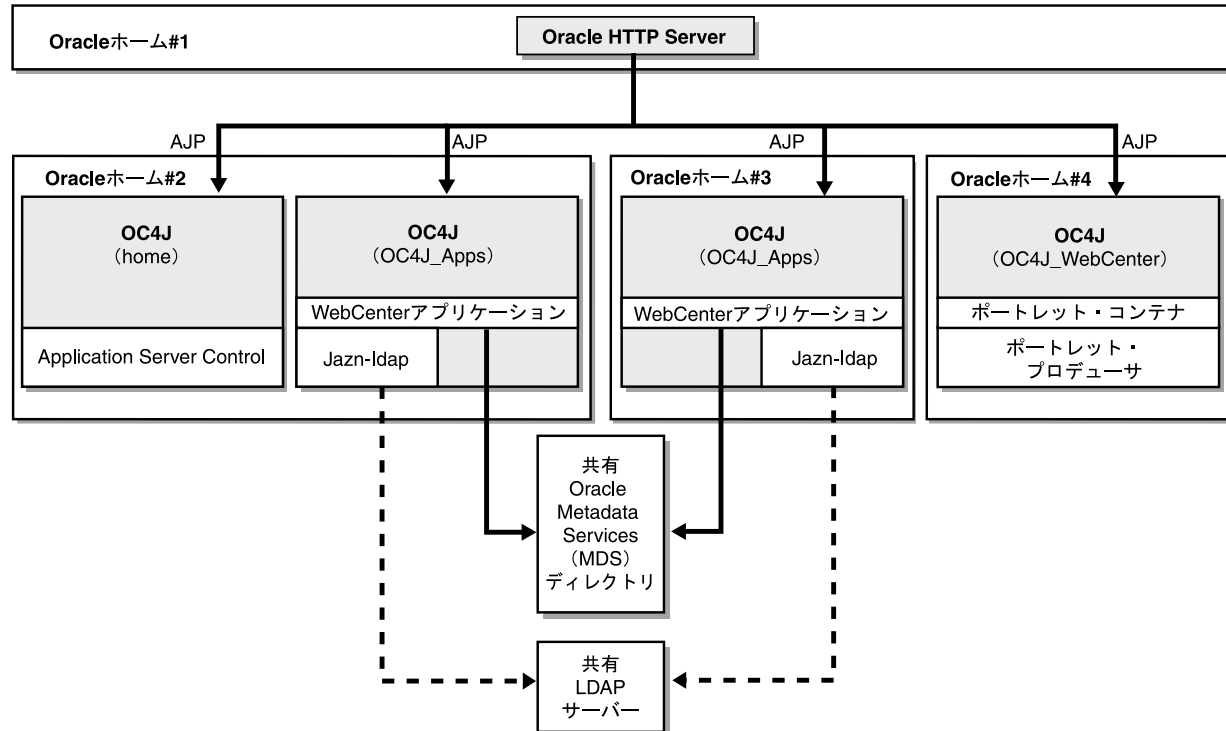 Oracleホーム#1
Oracle HTTP Server
AJP
AJP
AJP
AJP
Oracleホーム#2
OC4J
（home）
Application Server Control
OC4J
（OC4J_Apps）
WebCenterアプリケーション
Jazn-ldap
Oracleホーム#3
OC4J
（OC4J_Apps）
WebCenterアプリケーション
Jazn-ldap
Oracleホーム#4
OC4J
（OC4J_WebCenter）
ポートレット・コンテナ
ポートレット・
プロデューサ
共有
Oracle
Metadata
Services
（MDS）
ディレクトリ
共有
LDAP
サーバー